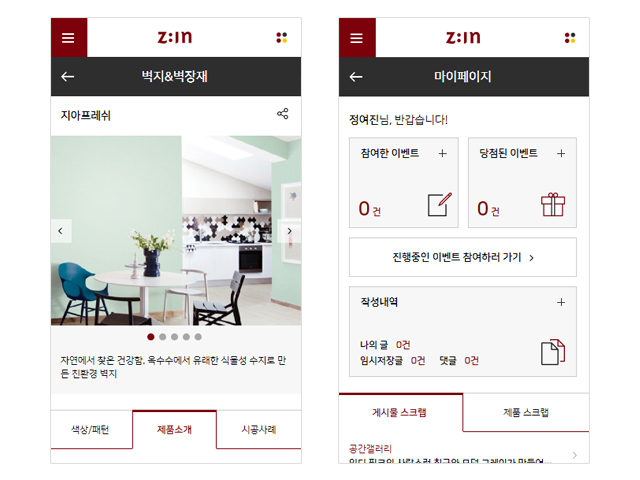 z:ın
벽지&벽장재
지아프레쉬
자연에서 찾은 건강함, 옥수수에서 유래한 식물성 수지로 만
든 친환경 벽지
색상/패턴
제품소개
시공사례
z:ın
마이페이지
정여진님, 반갑습니다!
참여한 이벤트
당첨된 이벤트
0건
0건
진행중인 이벤트 참여하러 가기
작성내역
나의 글 0건
임시저장글 0건 댓글 0건
게시물 스크랩
제품 스크랩
공간갤러리